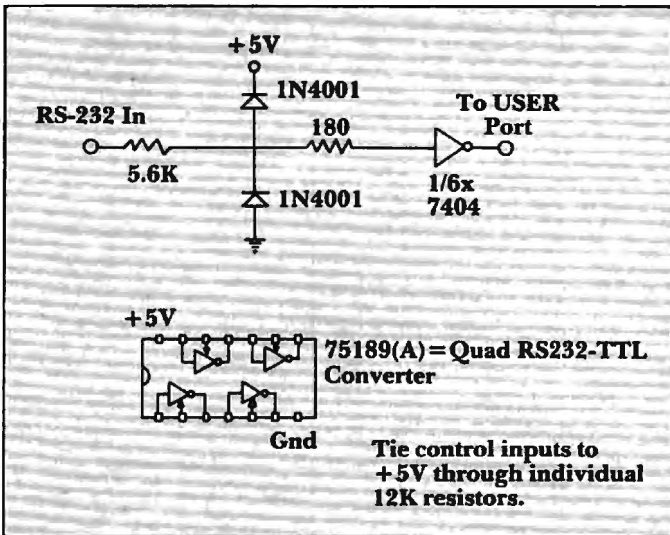 +5V
1N4001
RS-232 In
180
To USER
Port
5.6K
1N4001
1/6x
7404
+5V
75189(A)=Quad RS232-TTL
Converter
Gnd
Tie control inputs to
+5V through individual
12K resistors.